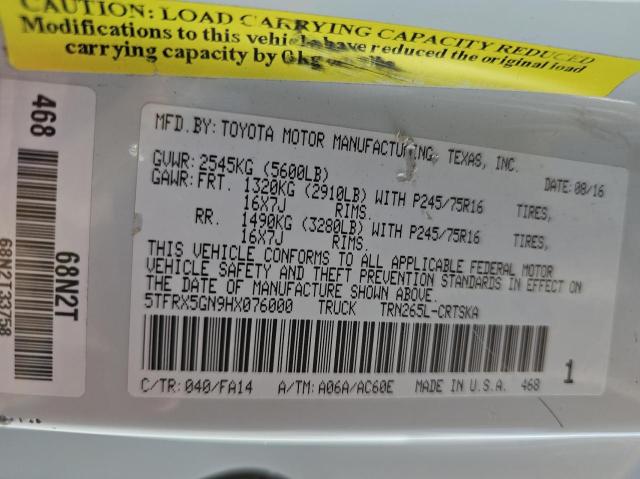 CAUTION: LOAD CARRYING CAPACITY REDUCED
Modifications to this vehicle have reduced the original load
carrying capacity by kg
468
68N2T
68N2T33758
MFD.BY: TOYOTA MOTOR MANUFACTURING, TEXAS, INC.
GVWR: 2545KG (5600LB) DATE: 08/16
GAWR: FRT. 1320KG (2910LB) WITH P245/75R16 TIRES,
16X7J RIMS.
RR. 1490KG (3280LB) WITH P245/75R16 TIRES,
16X7J RIMS.
THIS VEHICLE CONFORMS TO ALL APPLICABLE FEDERAL MOTOR
VEHICLE SAFETY AND THEFT PREVENTION STANDARDS IN EFFECT ON
THE DATE OF MANUFACTURE SHOWN ABOVE.
5TFRX5GN9HX076000 TRUCK TRN265L-CRTSKA
C/TR: 040/FA14 A/TM: A06A/AC60E MADE IN U.S.A. 468 1